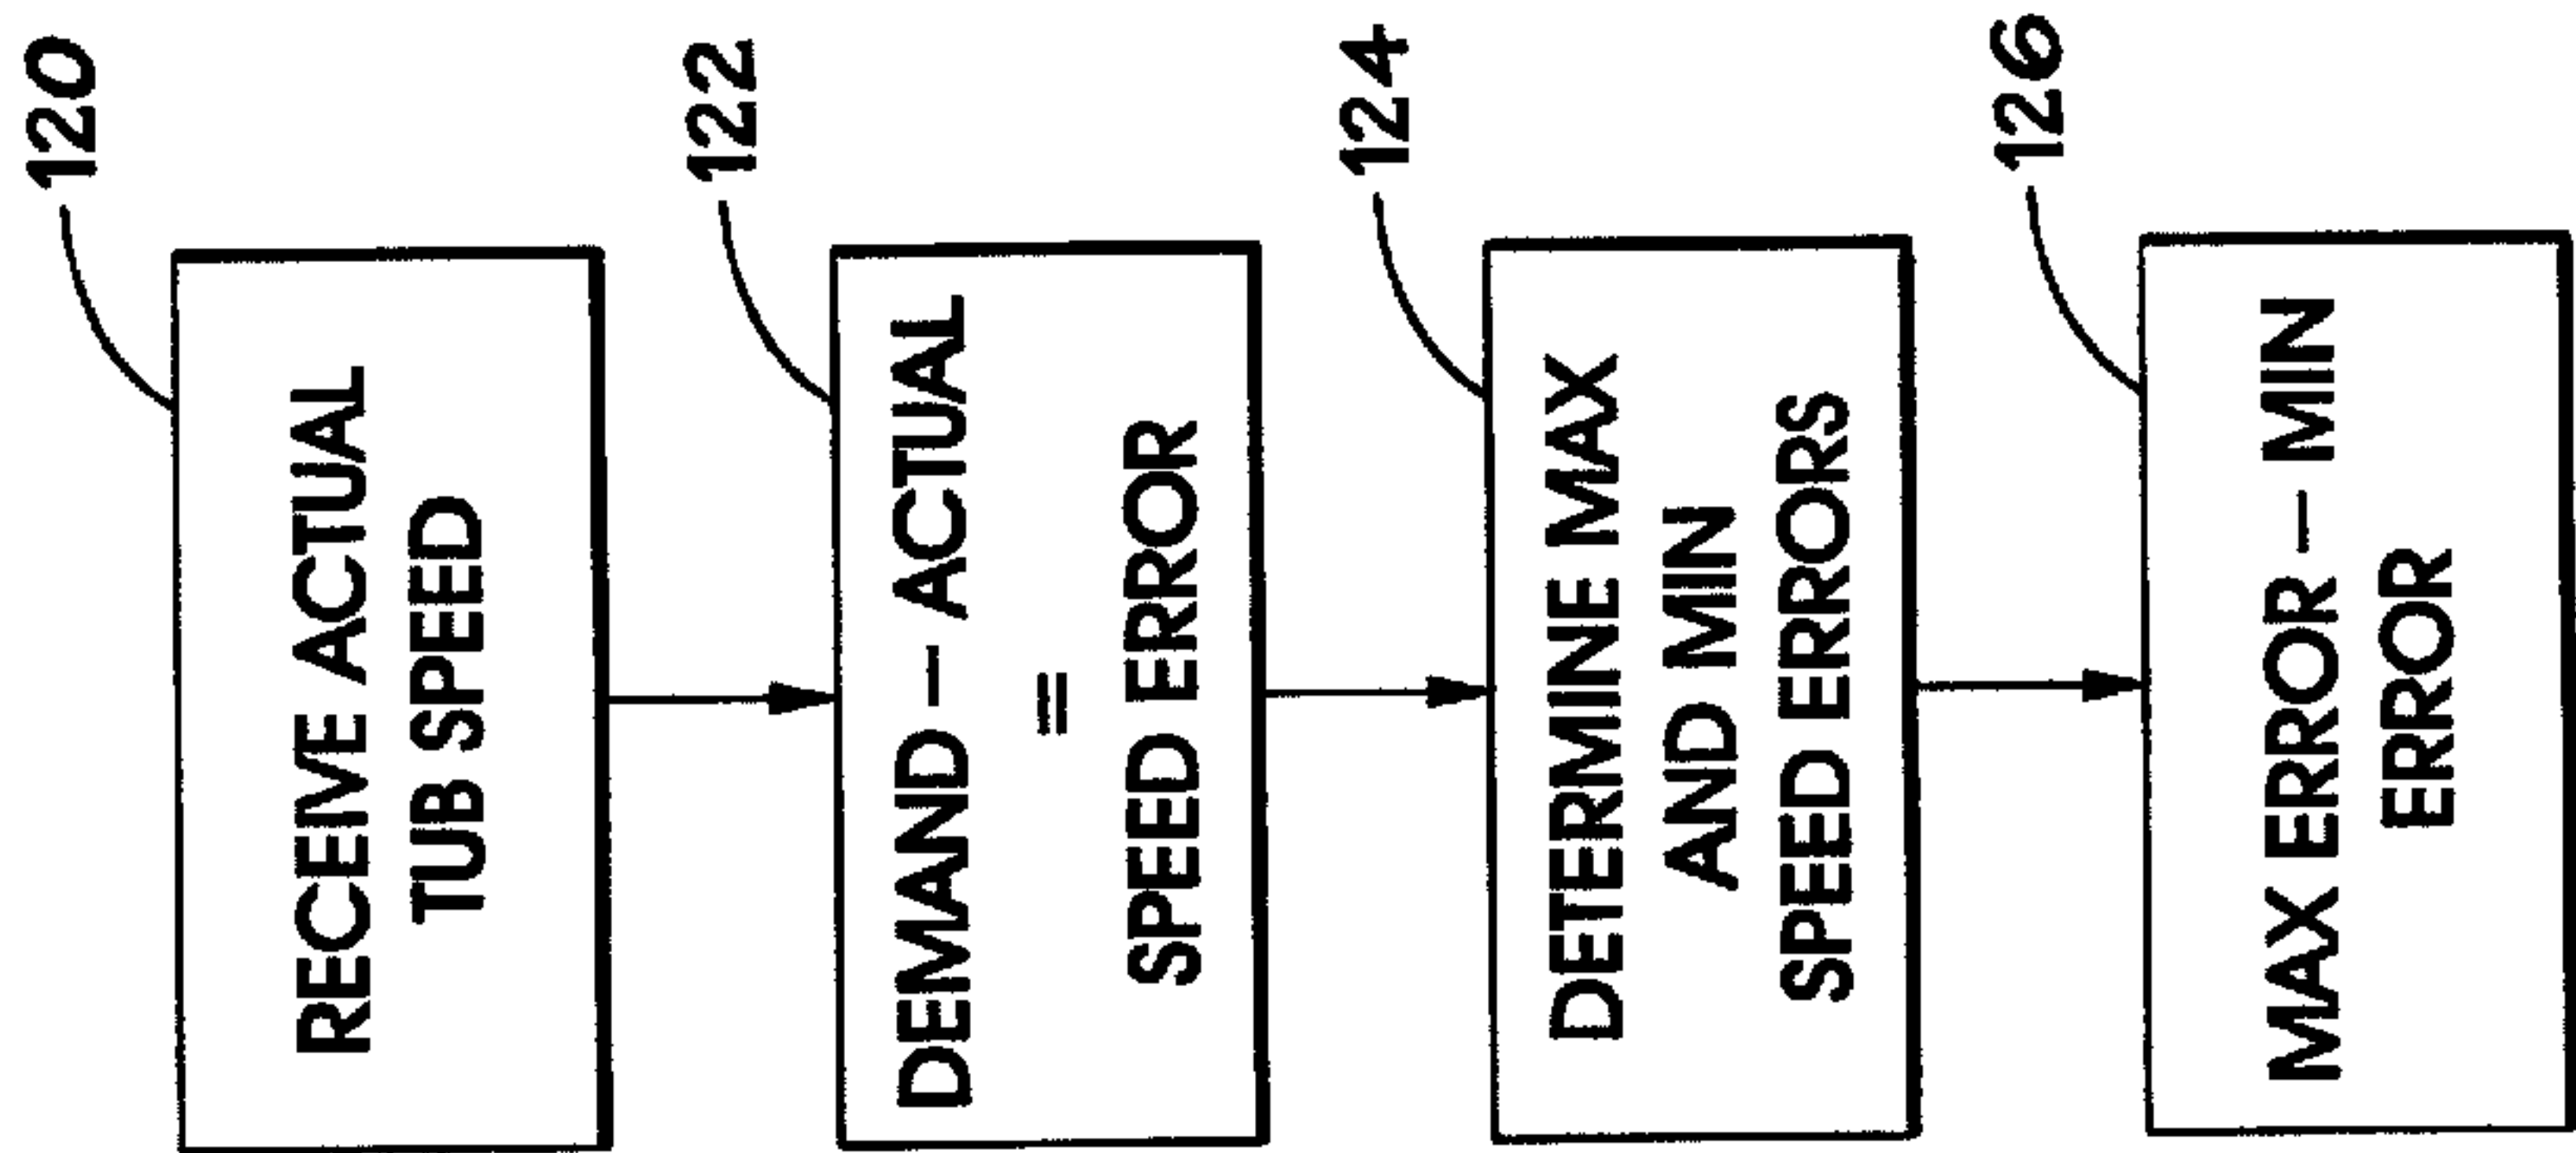 120
RECEIVE ACTUAL
TUB SPEED
122
DEMAND — ACTUAL
=
SPEED ERROR
124
DETERMINE MAX
AND MIN
SPEED ERRORS
126
MAX ERROR — MIN
ERROR